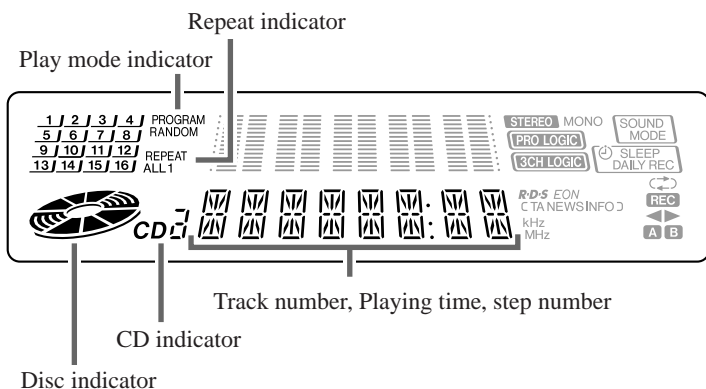 Repeat indicator
Play mode indicator
1 2 3 4 PROGRAM
5 6 7 8 RANDOM
9 10 11 12 REPEAT
13 14 15 16 ALL 1
STEREO MONO
PRO LOGIC
3CH LOGIC
SOUND MODE
SLEEP
DAILY REC
R·D·S EON
TA NEWS INFO
kHz
MHz
REC
A B
CD
Track number, Playing time, step number
CD indicator
Disc indicator